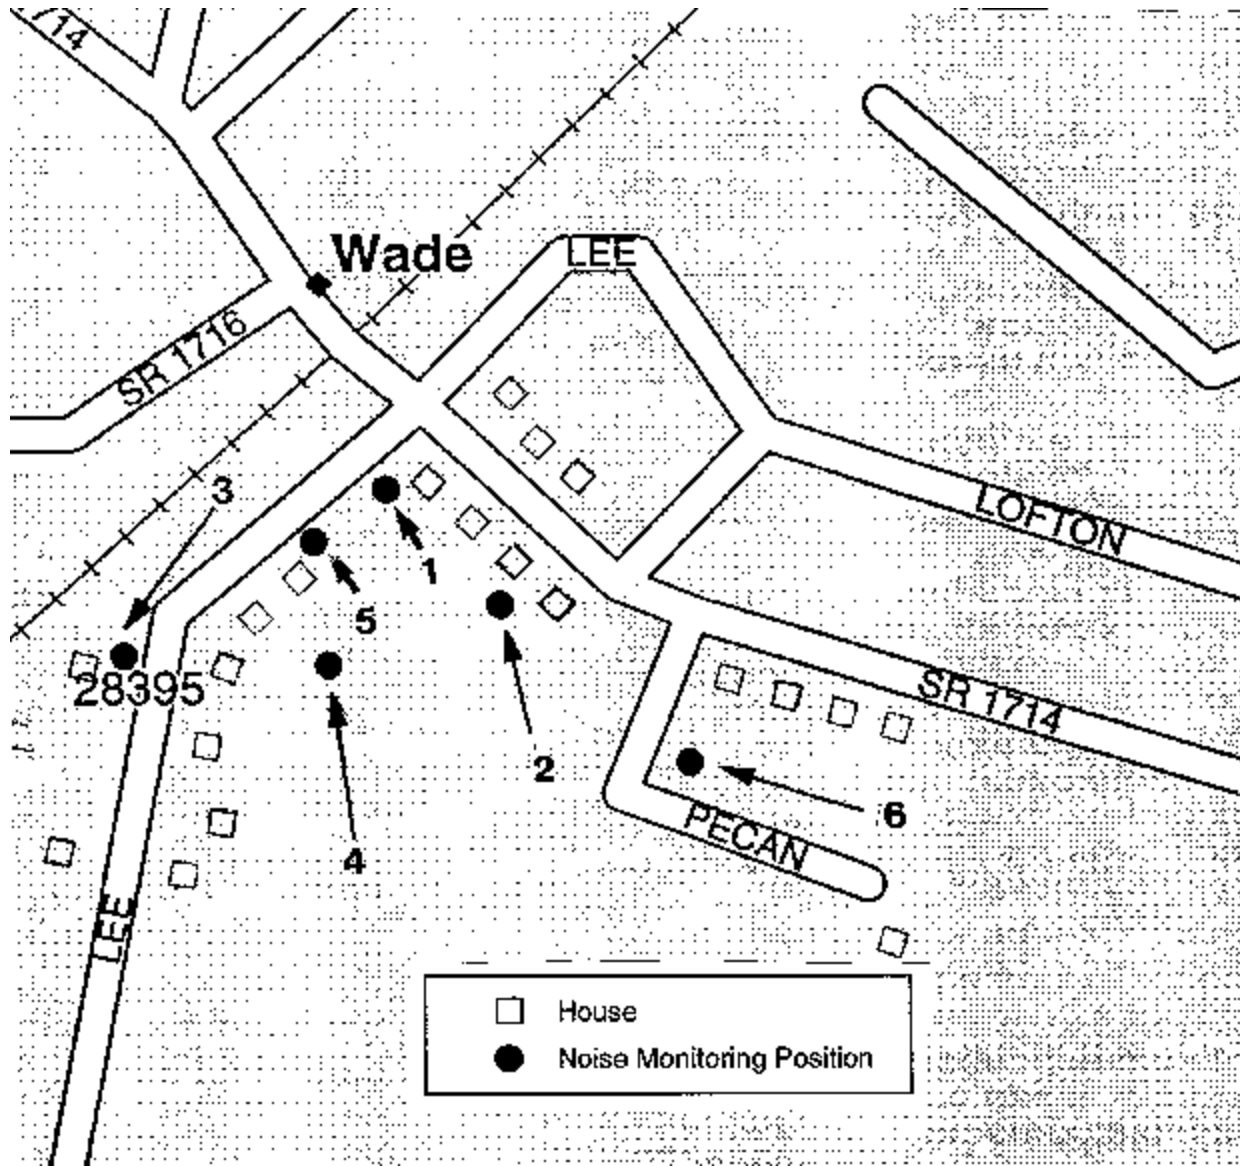 714
Wade
LEE
SR 1716
3
LOFTON
1
5
28395
SR 1714
2
6
PECAN
4
LEE
House
Noise Monitoring Position